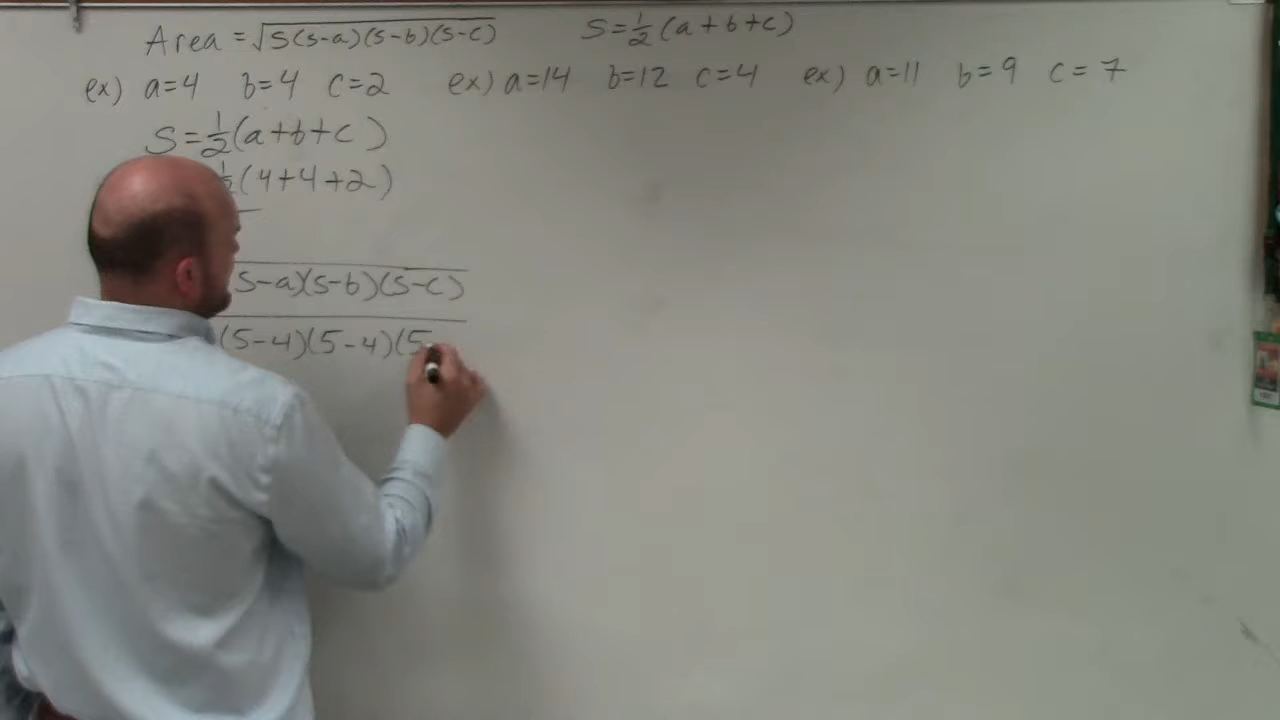 Area = √S(S-a)(S-b)(S-c) S=½(a+b+c)
ex) a=4 b=4 c=2 ex) a=14 b=12 c=4 ex) a=11 b=9 c=7
S=½(a+b+c)
½(4+4+2)
S-a)(S-b)(S-c)
(5-4)(5-4)(5